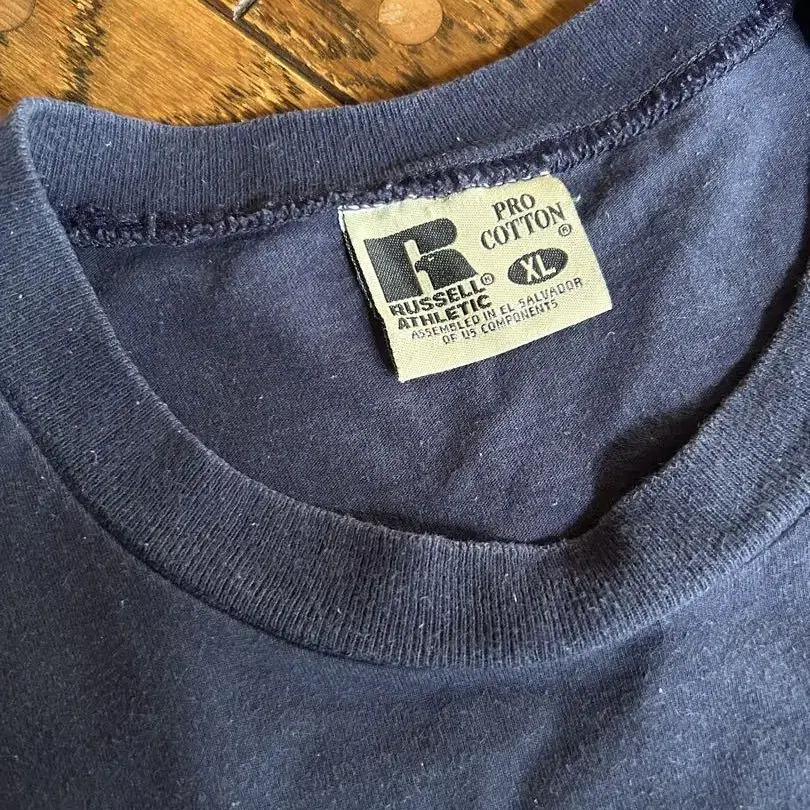 PRO
COTTON®
XL
R
RUSSELL®
ATHLETIC
ASSEMBLED IN EL SALVADOR
OF US COMPONENTS